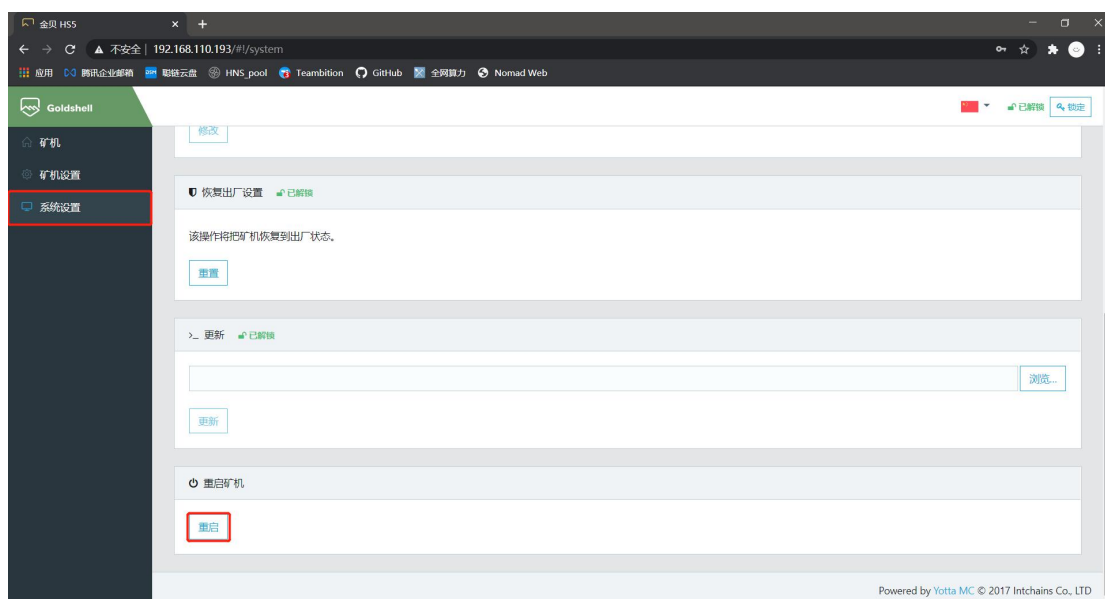 金贝 HS5
不安全 | 192.168.110.193/#!/system
应用 腾讯企业邮箱 聪链云盘 HNS_pool Teambition GitHub 全网算力 Nomad Web
Goldshell
已解锁 锁定
矿机
矿机设置
系统设置
修改
恢复出厂设置 已解锁
该操作将把矿机恢复到出厂状态。
重置
>_ 更新 已解锁
浏览...
更新
重启矿机
重启
Powered by Yotta MC © 2017 Intchains Co., LTD